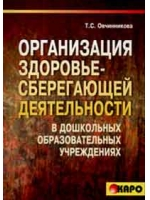 Т.С. Овчинникова
ОРГАНИЗАЦИЯ
ЗДОРОВЬЕ-
СБЕРЕГАЮЩЕЙ
ДЕЯТЕЛЬНОСТИ
В ДОШКОЛЬНЫХ
ОБРАЗОВАТЕЛЬНЫХ
УЧРЕЖДЕНИЯХ
КАРО